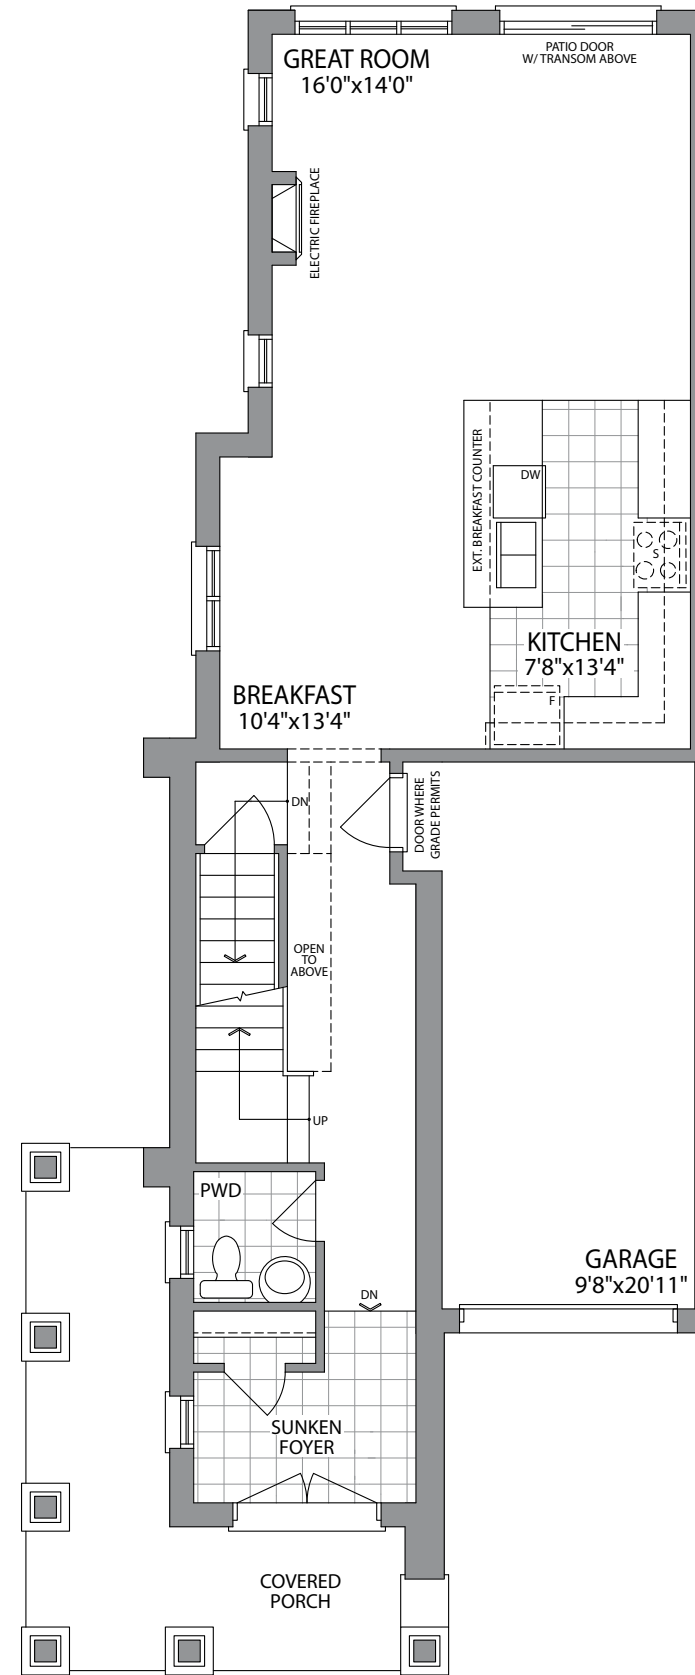 GREAT ROOM
16'0"x14'0"
PATIO DOOR
W/ TRANSOM ABOVE
ELECTRIC FIREPLACE
EXT. BREAKFAST COUNTER
DW
S
KITCHEN
7'8"x13'4"
F
BREAKFAST
10'4"x13'4"
DN
DOOR WHERE
GRADE PERMITS
OPEN
TO
ABOVE
UP
PWD
GARAGE
9'8"x20'11"
DN
SUNKEN
FOYER
COVERED
PORCH